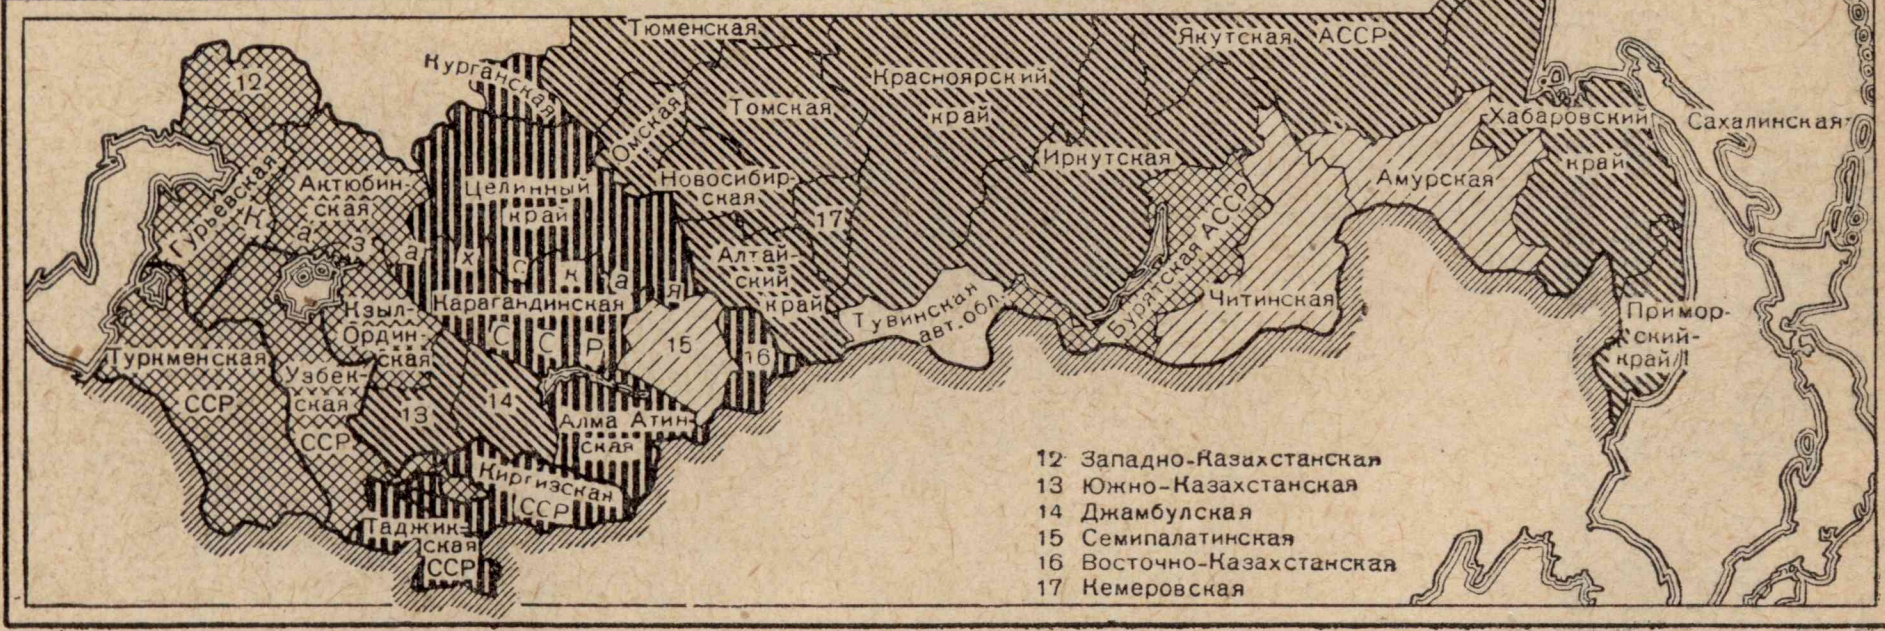 Тюменская
Якутская АССР
Курганская
Красноярский
край
12
Томская
Омская
Хабаровский
край
Сахалинская
Иркутская
Новосибир-
ская
Целинный
край
Актюбин-
ская
Гурьевская
Амурская
17
Бурятская АССР
Казахская
ССР
Алтай-
ский
край
Карагандинская
Кзыл-
Ордин-
ская
Тувинская
авт. обл.
Читинская
Примор-
ский
край
Туркменская
ССР
15
16
Узбек-
ская
ССР
13
14
Алма Атин-
ская
Киргизская
ССР
Таджик-
ская
ССР
12 Западно-Казахстанская
13 Южно-Казахстанская
14 Джамбулская
15 Семипалатинская
16 Восточно-Казахстанская
17 Кемеровская